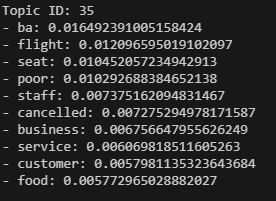 Topic ID: 35
- ba: 0.016492391005158424
- flight: 0.012096595019102097
- seat: 0.010452057234942913
- poor: 0.010292688384652138
- staff: 0.007375162094831467
- cancelled: 0.007275294978171587
- business: 0.006756647955626249
- service: 0.006069818511605263
- customer: 0.0057981135323643684
- food: 0.005772965028882027